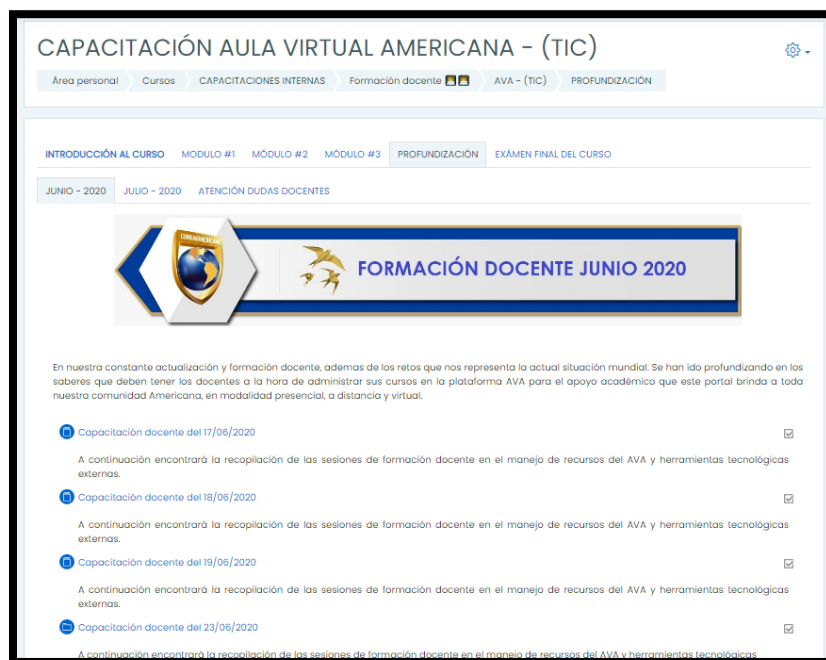 CAPACITACIÓN AULA VIRTUAL AMERICANA - (TIC)
Área personal Cursos CAPACITACIONES INTERNAS Formación docente AVA - (TIC) PROFUNDIZACIÓN
INTRODUCCIÓN AL CURSO MODULO #1 MÓDULO #2 MÓDULO #3 PROFUNDIZACIÓN EXÁMEN FINAL DEL CURSO
JUNIO - 2020 JULIO - 2020 ATENCIÓN DUDAS DOCENTES
FORMACIÓN DOCENTE JUNIO 2020
En nuestra constante actualización y formación docente, ademas de los retos que nos representa la actual situación mundial. Se han ido profundizando en los
saberes que deben tener los docentes a la hora de administrar sus cursos en la plataforma AVA para el apoyo académico que este portal brinda a toda
nuestra comunidad Americana, en modalidad presencial, a distancia y virtual.
Capacitación docente del 17/06/2020
A continuación encontrará la recopilación de las sesiones de formación docente en el manejo de recursos del AVA y herramientas tecnológicas
externas.
Capacitación docente del 18/06/2020
A continuación encontrará la recopilación de las sesiones de formación docente en el manejo de recursos del AVA y herramientas tecnológicas
externas.
Capacitación docente del 19/06/2020
A continuación encontrará la recopilación de las sesiones de formación docente en el manejo de recursos del AVA y herramientas tecnológicas
externas.
Capacitación docente del 23/06/2020
A continuación encontrará la recopilación de las sesiones de formación docente en el manejo de recursos del AVA y herramientas tecnológicas